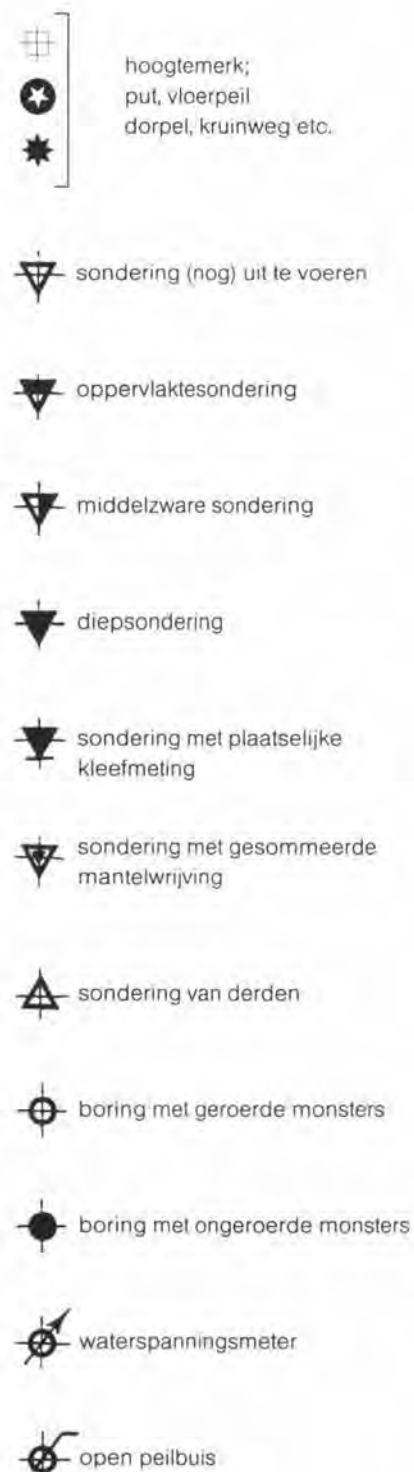 hoogtemerk;
put, vloerpeil
dorpel, kruinweg etc.
sondering (nog) uit te voeren
oppervlaktesondering
middelzware sondering
diepsondering
sondering met plaatselijke
kleefmeting
sondering met gesommeerde
mantelwrijving
sondering van derden
boring met geroerde monsters
boring met ongeroerde monsters
waterspanningsmeter
open peilbuis